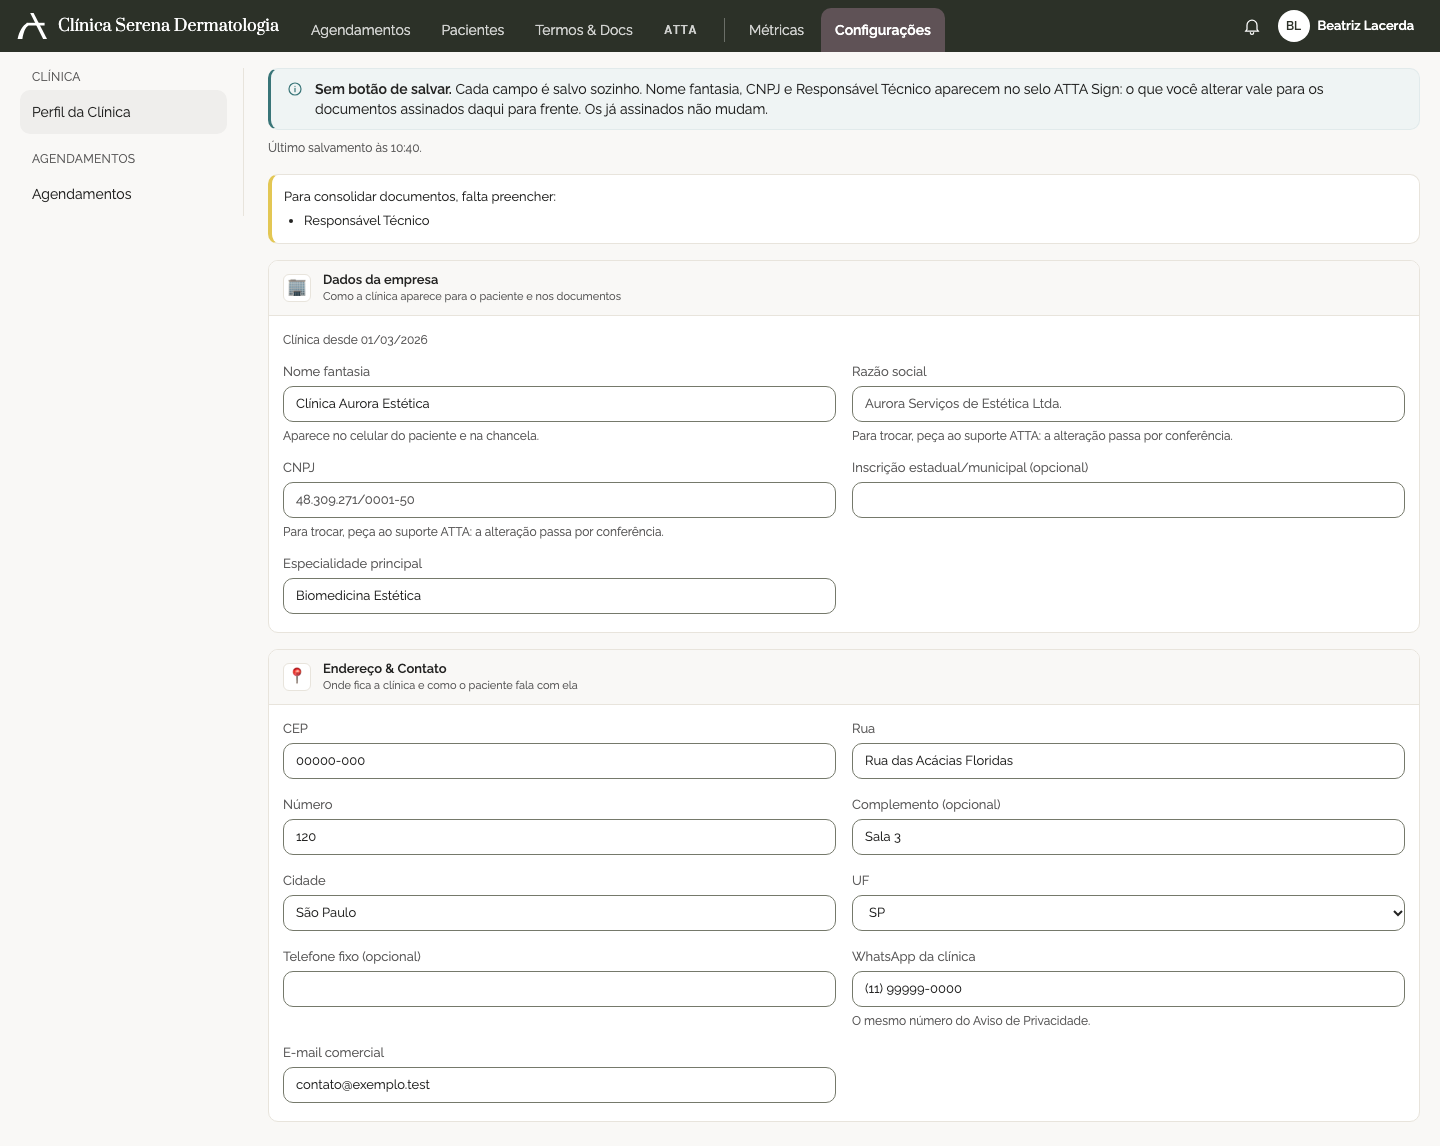 Clínica Serena Dermatologia
Agendamentos
Pacientes
Termos & Docs
ATTA
Métricas
Configurações
BL
Beatriz Lacerda
CLÍNICA
Perfil da Clínica
AGENDAMENTOS
Agendamentos
Sem botão de salvar. Cada campo é salvo sozinho. Nome fantasia, CNPJ e Responsável Técnico aparecem no selo ATTA Sign: o que você alterar vale para os
documentos assinados daqui para frente. Os já assinados não mudam.
Último salvamento às 10:40.
Para consolidar documentos, falta preencher:
• Responsável Técnico
Dados da empresa
Como a clínica aparece para o paciente e nos documentos
Clínica desde 01/03/2026
Nome fantasia
Clínica Aurora Estética
Aparece no celular do paciente e na chancela.
Razão social
Aurora Serviços de Estética Ltda.
Para trocar, peça ao suporte ATTA: a alteração passa por conferência.
CNPJ
48.309.271/0001-50
Para trocar, peça ao suporte ATTA: a alteração passa por conferência.
Inscrição estadual/municipal (opcional)
Especialidade principal
Biomedicina Estética
Endereço & Contato
Onde fica a clínica e como o paciente fala com ela
CEP
00000-000
Rua
Rua das Acácias Floridas
Número
120
Complemento (opcional)
Sala 3
Cidade
São Paulo
UF
SP
Telefone fixo (opcional)
WhatsApp da clínica
(11) 99999-0000
O mesmo número do Aviso de Privacidade.
E-mail comercial
contato@exemplo.test